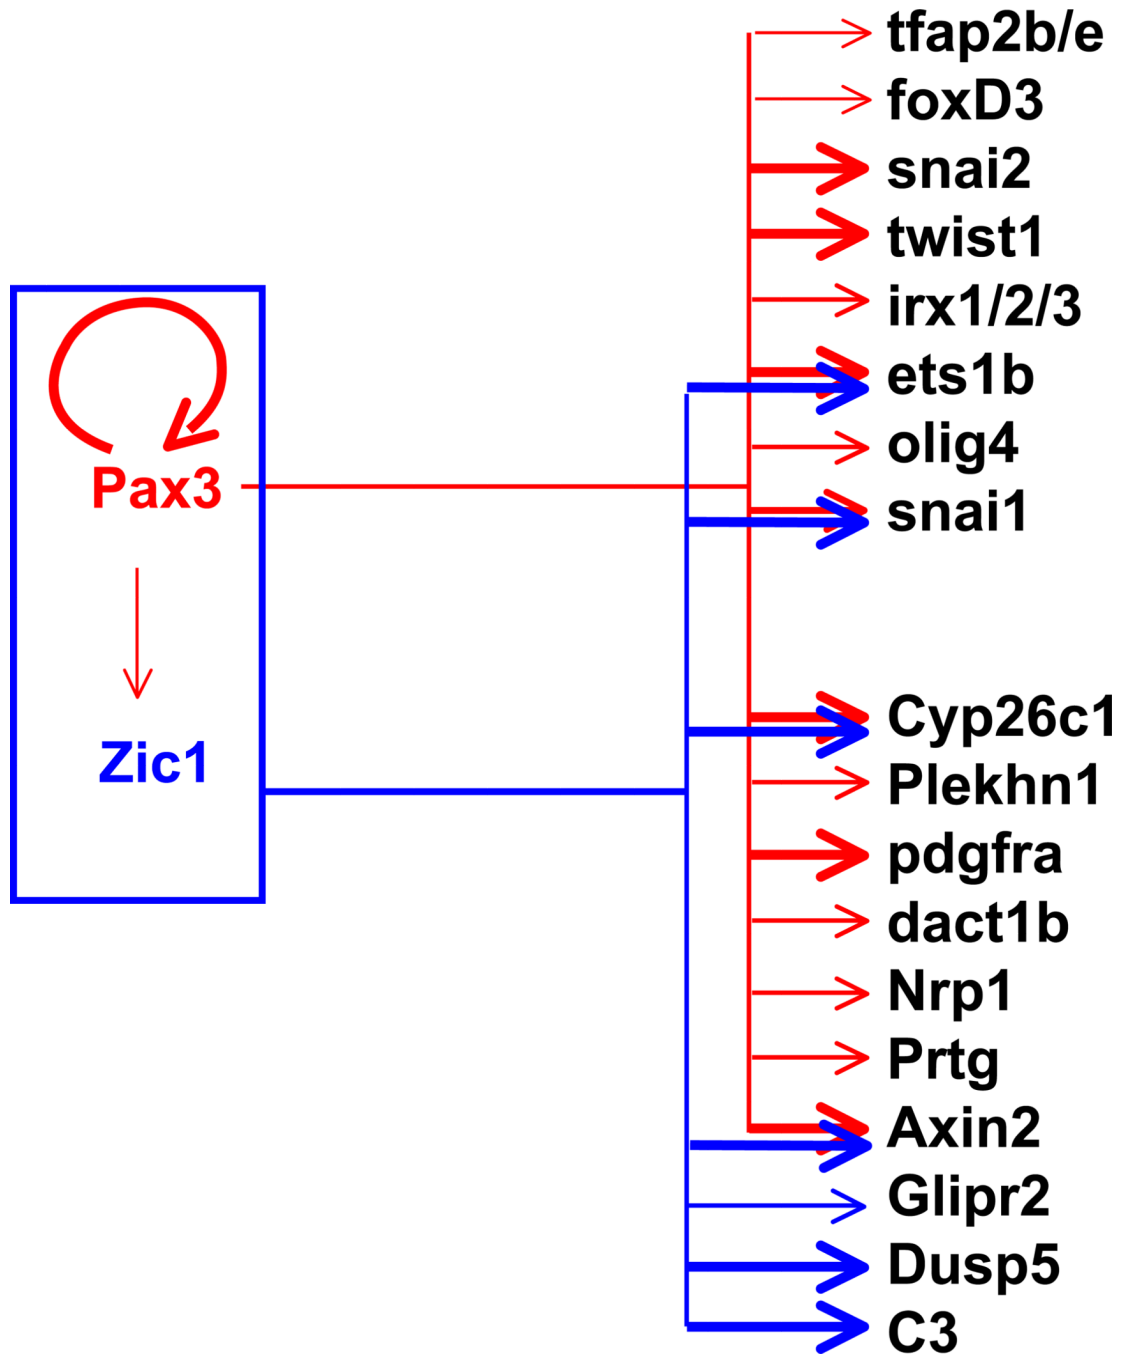 tfap2b/e
foxD3
snai2
twist1
irx1/2/3
ets1b
olig4
snai1
Pax3
Zic1
Cyp26c1
Plekhn1
pdgfra
dact1b
Nrp1
Prtg
Axin2
Glipr2
Dusp5
C3